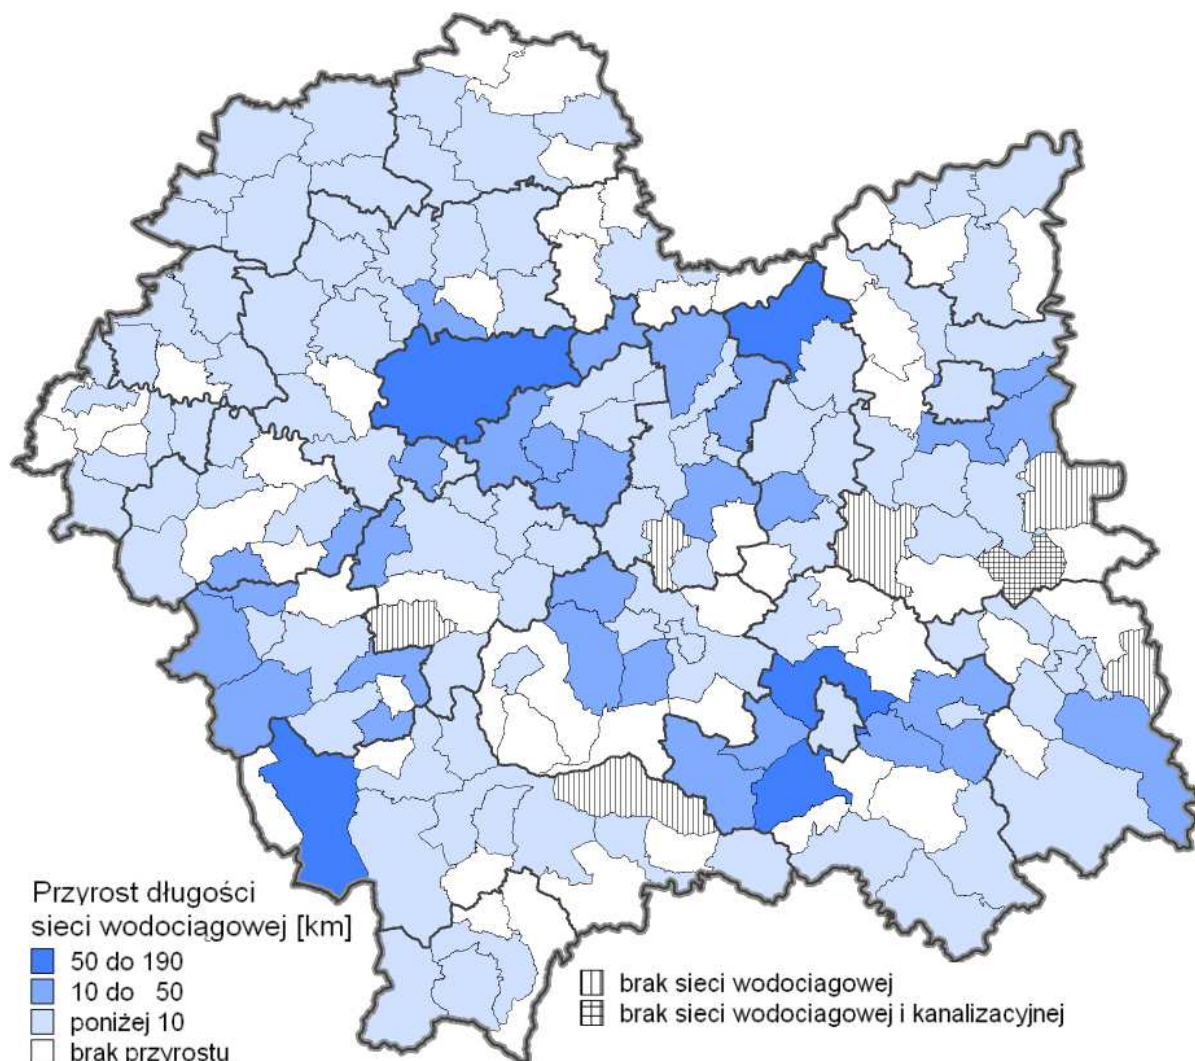 Przyrost długości
sieci wodociągowej [km]
50 do 190
10 do 50
poniżej 10
brak przyrostu
brak sieci wodociagowej
brak sieci wodociagowej i kanalizacyjnej